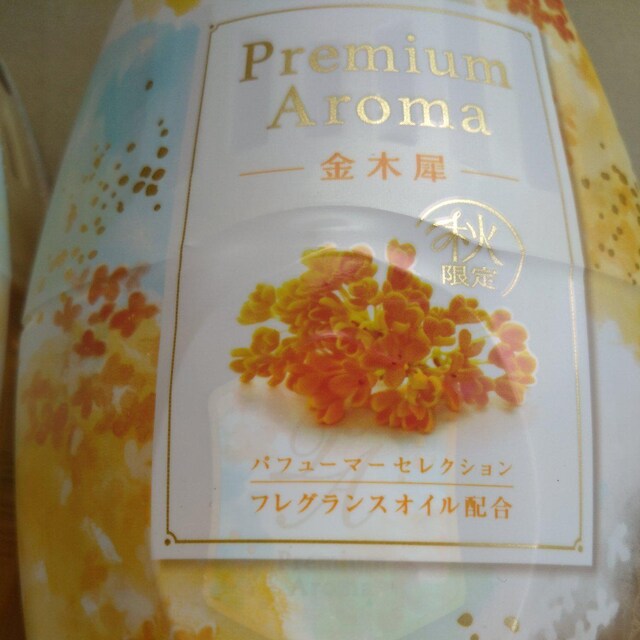 Premium
Aroma
金木犀
秋
限定
パフューマーセレクション
フレグランスオイル配合